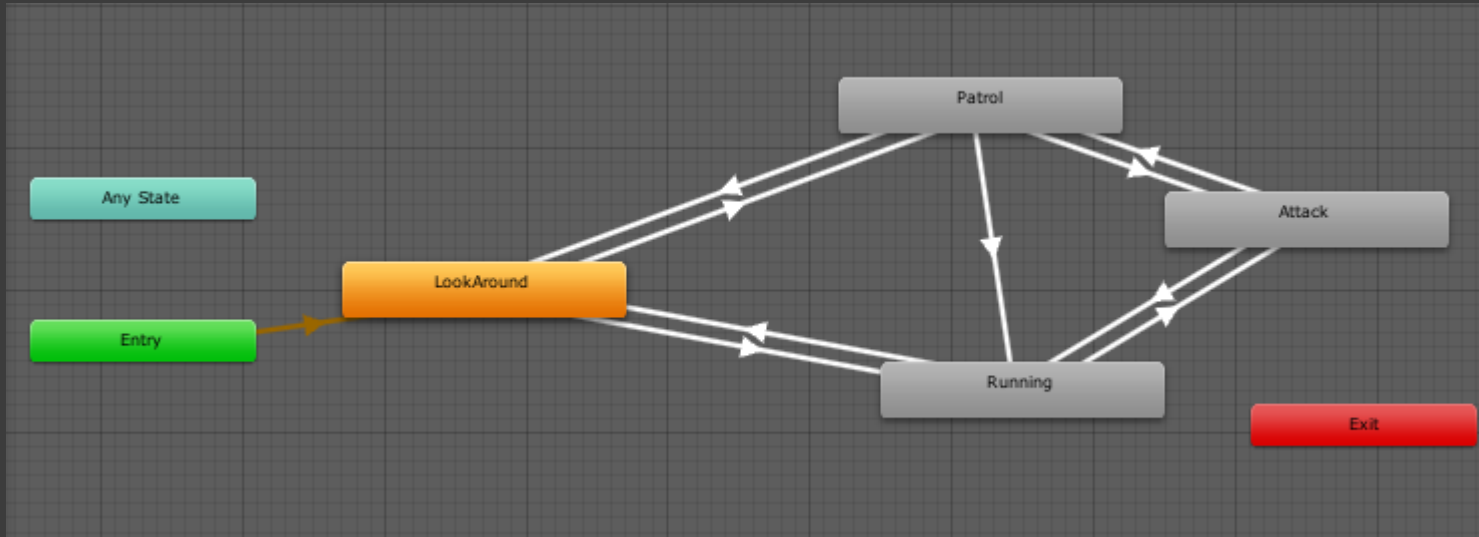 Patrol
Any State
Attack
LookAround
Entry
Running
Exit